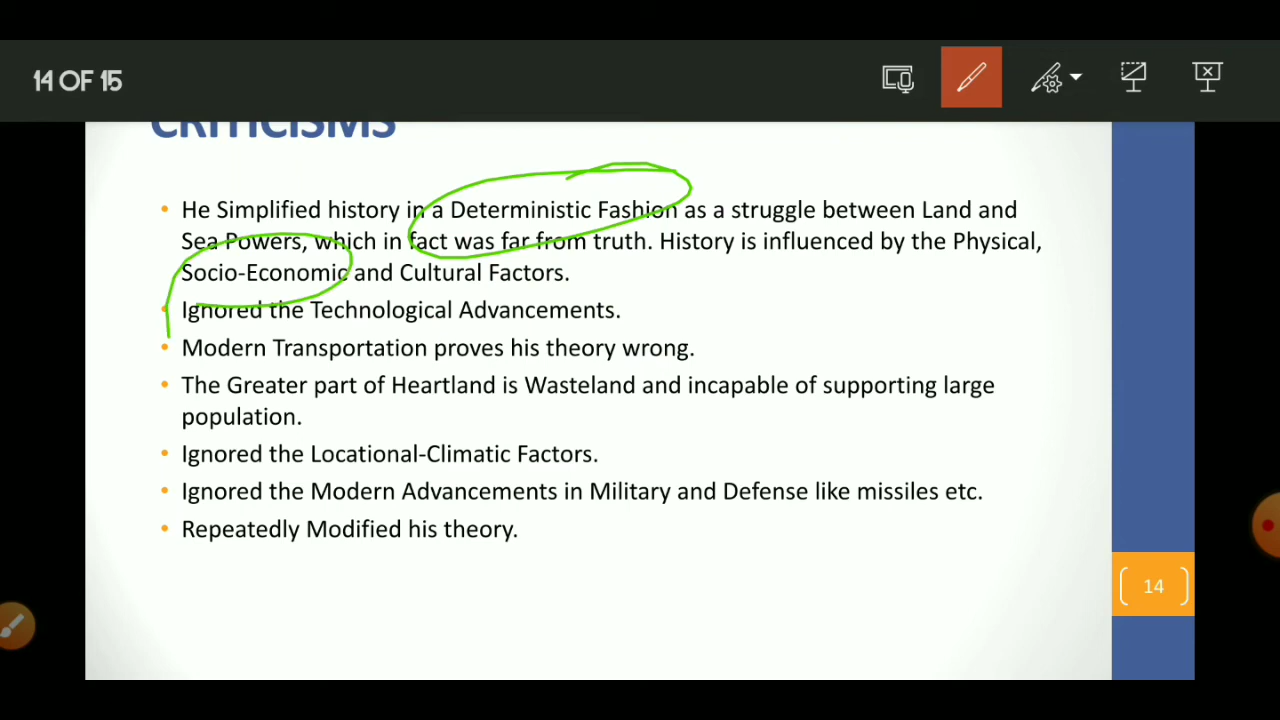 14 OF 15
CRITICISMS
• He Simplified history in a Deterministic Fashion as a struggle between Land and
Sea Powers, which in fact was far from truth. History is influenced by the Physical,
Socio-Economic and Cultural Factors.
• Ignored the Technological Advancements.
• Modern Transportation proves his theory wrong.
• The Greater part of Heartland is Wasteland and incapable of supporting large
population.
• Ignored the Locational-Climatic Factors.
• Ignored the Modern Advancements in Military and Defense like missiles etc.
• Repeatedly Modified his theory.
14